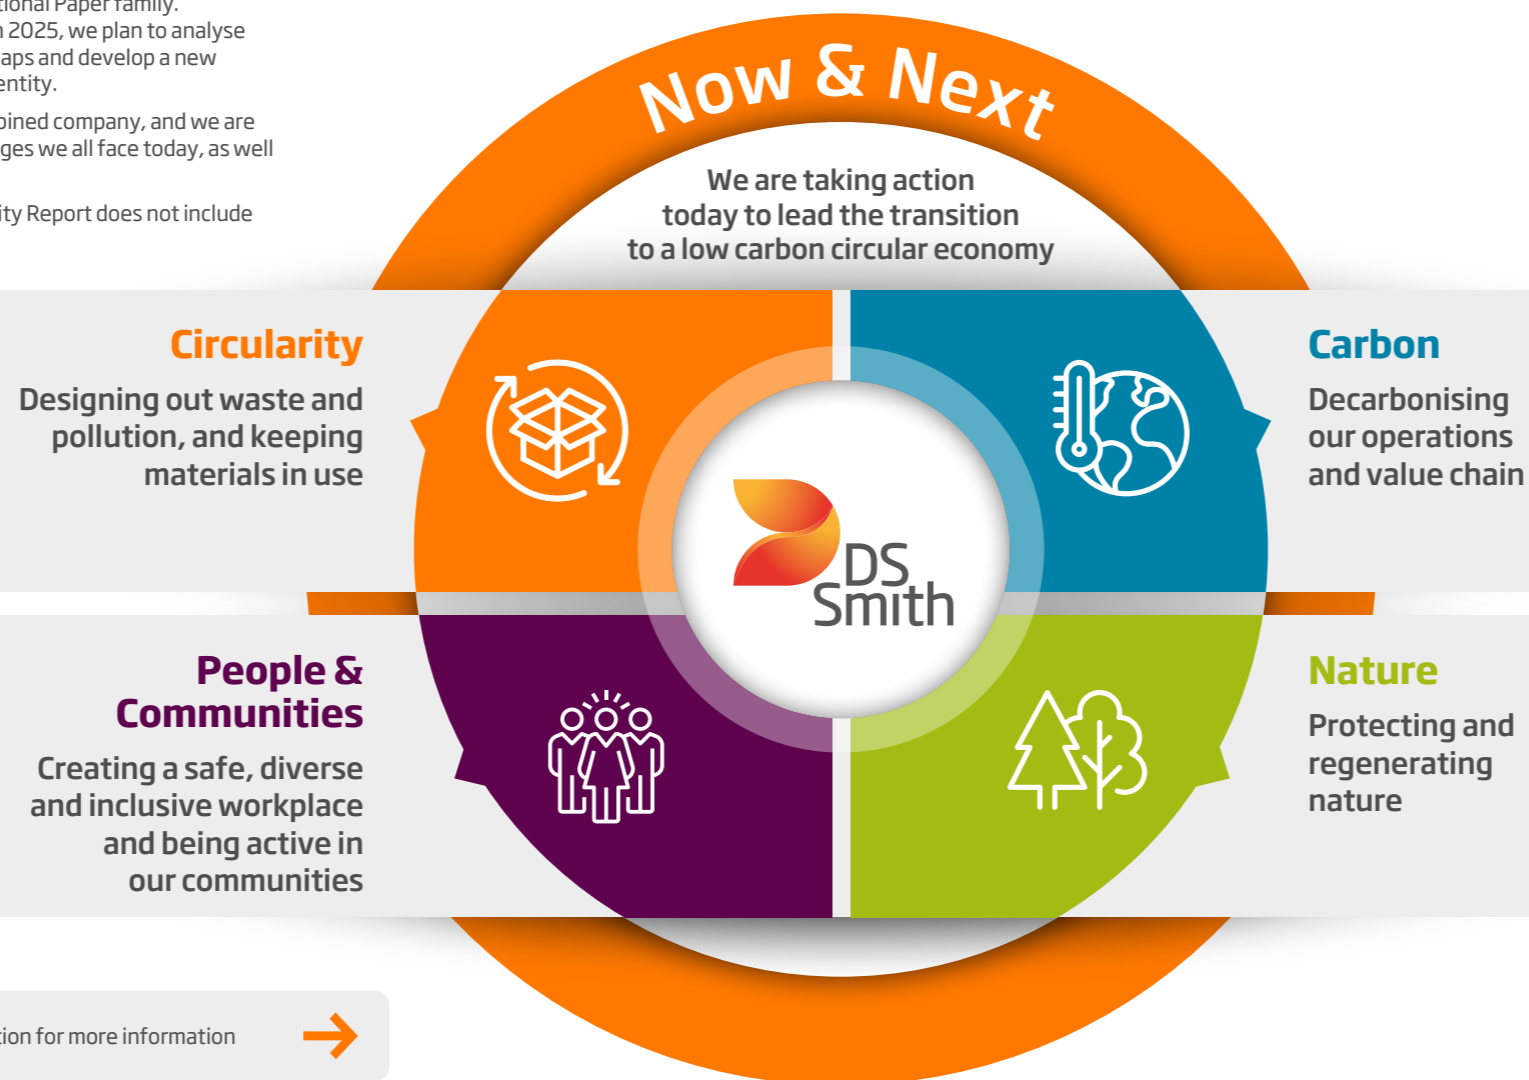 tional Paper family.
2025, we plan to analyse
aps and develop a new
entity.
bined company, and we are
ges we all face today, as well
ity Report does not include
Now & Next
We are taking action
today to lead the transition
to a low carbon circular economy
Circularity
Designing out waste and
pollution, and keeping
materials in use
Carbon
Decarbonising
our operations
and value chain
DS
Smith
People &
Communities
Creating a safe, diverse
and inclusive workplace
and being active in
our communities
Nature
Protecting and
regenerating
nature
tion for more information